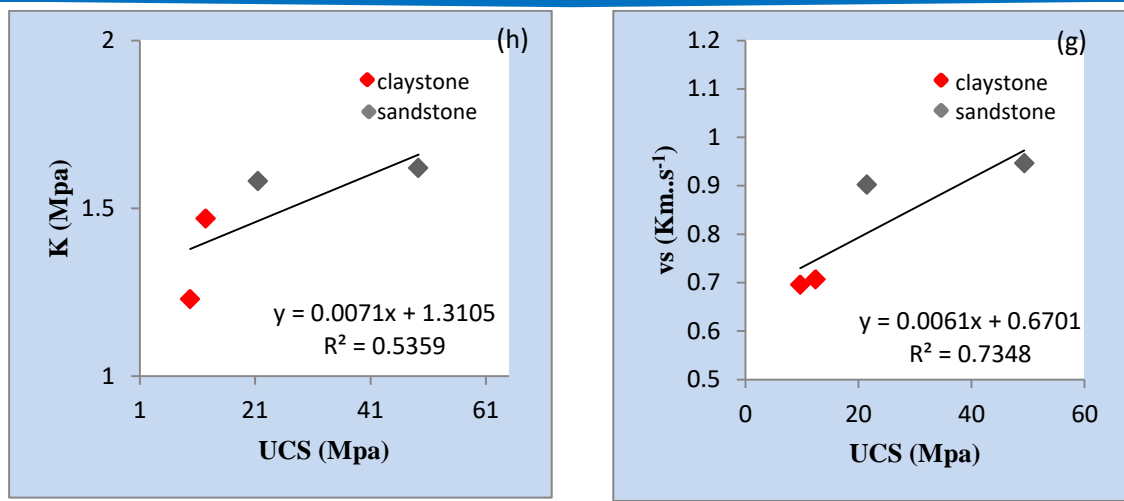 (h)
2
claystone
sandstone
1.5
K (Mpa)
y = 0.0071x + 1.3105
R² = 0.5359
1
1 21 41 61
UCS (Mpa)
(g)
1.2
1.1
claystone
sandstone
1
0.9
0.8
vs (Km..s⁻¹)
0.7
0.6
y = 0.0061x + 0.6701
R² = 0.7348
0.5
0 20 40 60
UCS (Mpa)